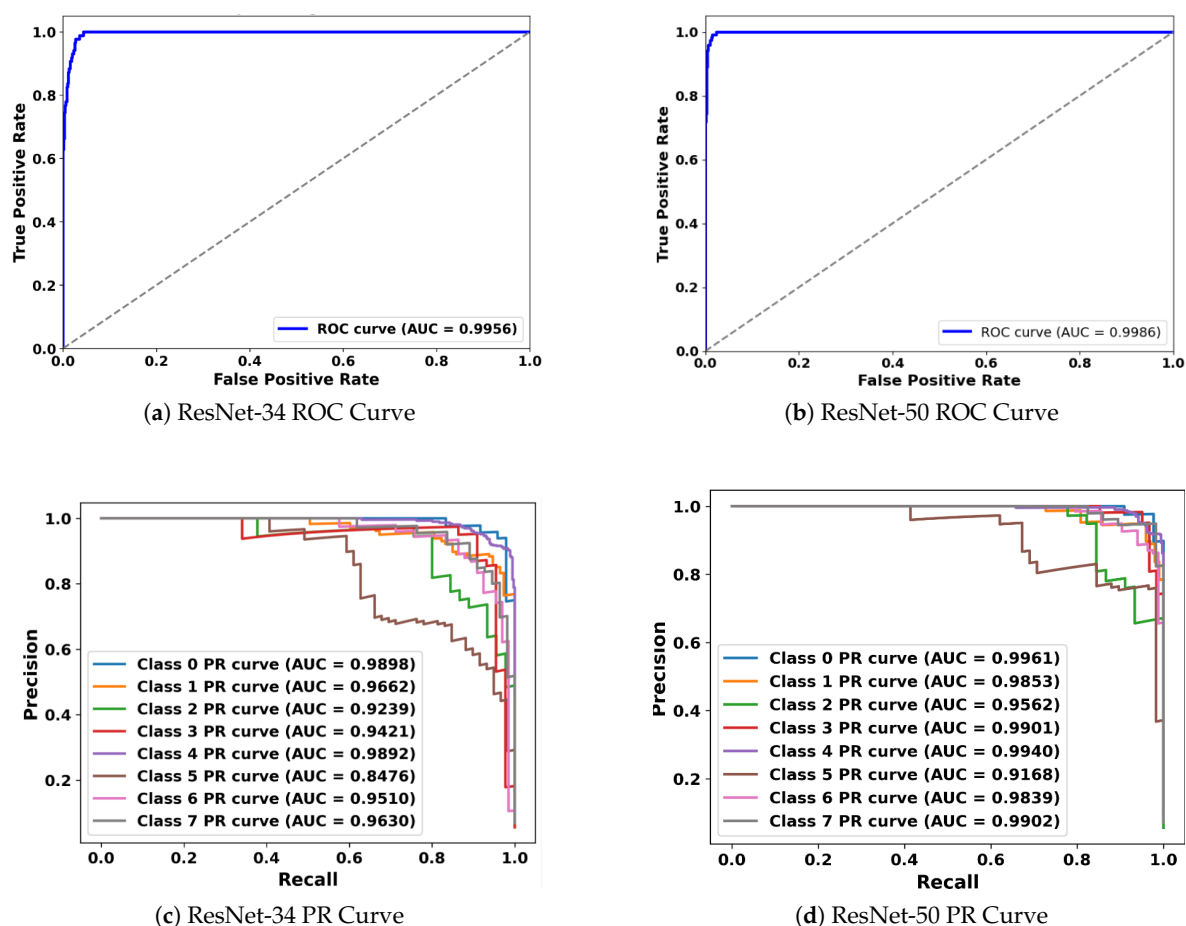 1.0
0.8
0.6
0.4
0.2
0.0
True Positive Rate
ROC curve (AUC = 0.9956)
0.0 0.2 0.4 0.6 0.8 1.0
False Positive Rate
(a) ResNet-34 ROC Curve
1.0
0.8
0.6
0.4
0.2
0.0
True Positive Rate
ROC curve (AUC = 0.9986)
0.0 0.2 0.4 0.6 0.8 1.0
False Positive Rate
(b) ResNet-50 ROC Curve
1.0
0.8
0.6
0.4
0.2
Precision
Class 0 PR curve (AUC = 0.9898)
Class 1 PR curve (AUC = 0.9662)
Class 2 PR curve (AUC = 0.9239)
Class 3 PR curve (AUC = 0.9421)
Class 4 PR curve (AUC = 0.9892)
Class 5 PR curve (AUC = 0.8476)
Class 6 PR curve (AUC = 0.9510)
Class 7 PR curve (AUC = 0.9630)
0.0 0.2 0.4 0.6 0.8 1.0
Recall
(c) ResNet-34 PR Curve
1.0
0.8
0.6
0.4
0.2
Precision
Class 0 PR curve (AUC = 0.9961)
Class 1 PR curve (AUC = 0.9853)
Class 2 PR curve (AUC = 0.9562)
Class 3 PR curve (AUC = 0.9901)
Class 4 PR curve (AUC = 0.9940)
Class 5 PR curve (AUC = 0.9168)
Class 6 PR curve (AUC = 0.9839)
Class 7 PR curve (AUC = 0.9902)
0.0 0.2 0.4 0.6 0.8 1.0
Recall
(d) ResNet-50 PR Curve